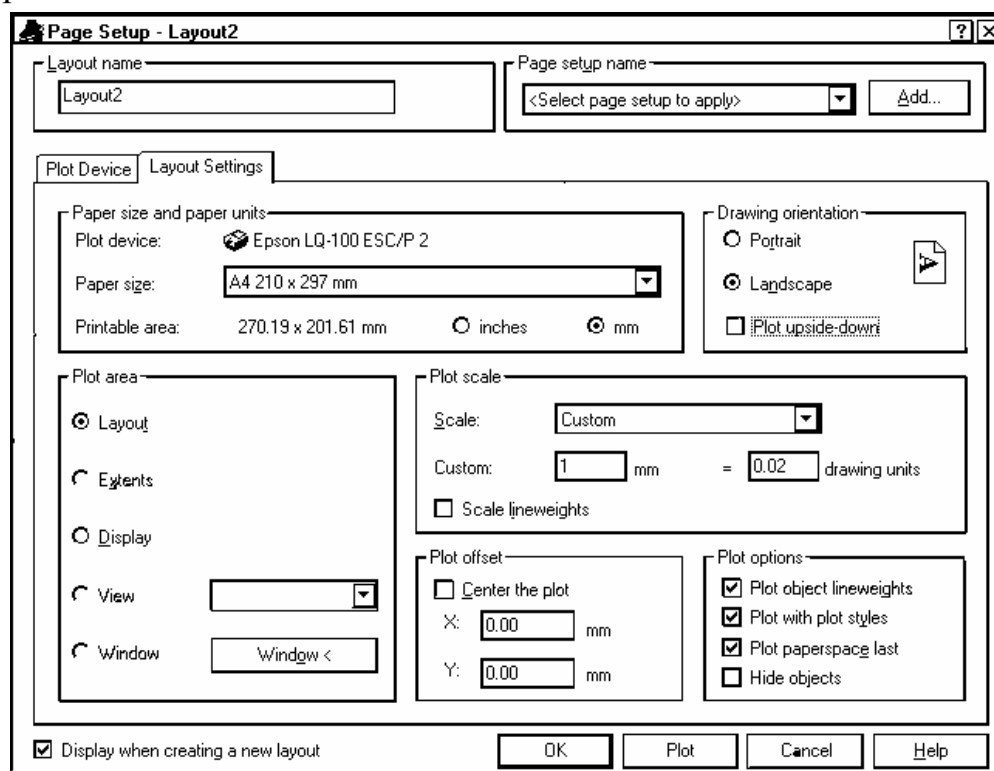 Page Setup - Layout2
Layout name
Layout2
Page setup name
<Select page setup to apply>
Add...
Plot Device
Layout Settings
Paper size and paper units
Plot device: Epson LQ-100 ESC/P 2
Paper size: A4 210 x 297 mm
Printable area: 270.19 x 201.61 mm inches mm
Drawing orientation
Portrait
Landscape
Plot upside-down
A
Plot area
Layout
Extents
Display
View
Window Window <
Plot scale
Scale: Custom
Custom: 1 mm = 0.02 drawing units
Scale lineweights
Plot offset
Center the plot
X: 0.00 mm
Y: 0.00 mm
Plot options
Plot object lineweights
Plot with plot styles
Plot paperspace last
Hide objects
Display when creating a new layout
OK Plot Cancel Help